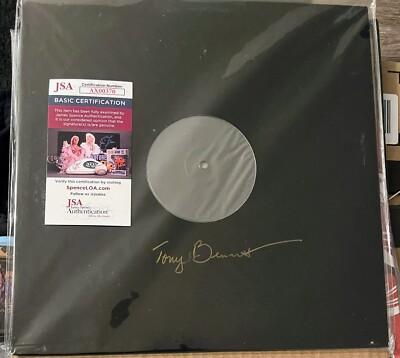 JSA
Certification Number
AX00370
BASIC CERTIFICATION
This item has been fully examined by
James Spence Authentication, and
it is our considered opinion that the
signature(s) is/are genuine.
Verify this certification by visiting
SpenceLOA.com
Follow us
JSA
Authentication
Tony Bennett